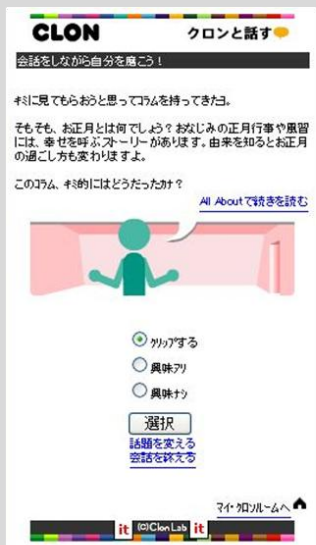 CLON クロンと話す
会話をしながら自分を磨こう！
ｷﾐに見てもらおうと思ってｺﾗﾑを持ってきたﾖ。
そもそも、お正月とは何でしょう？おなじみの正月行事や風習
には、幸せを呼ぶｽﾄｰﾘｰがあります。由来を知るとお正月
の過ごし方も変わりますよ。
このｺﾗﾑ、ｷﾐ的にはどうだったｶﾅ？
All Aboutで続きを読む
ｸﾘｯﾌﾟする
興味ｱﾘ
興味ﾅｼ
選択
話題を変える
会話を終える
ﾏｲ･ｸﾛﾝﾙｰﾑへ
it (C)Clon Lab it